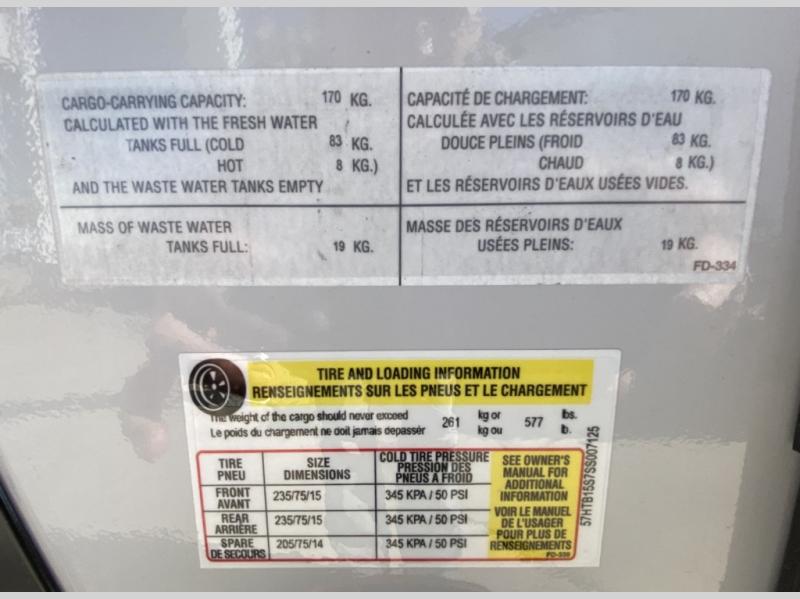 CARGO-CARRYING CAPACITY: 170 KG.
CALCULATED WITH THE FRESH WATER
TANKS FULL (COLD 83 KG.
HOT 8 KG.)
AND THE WASTE WATER TANKS EMPTY
MASS OF WASTE WATER
TANKS FULL: 19 KG.
CAPACITÉ DE CHARGEMENT: 170 KG.
CALCULÉE AVEC LES RÉSERVOIRS D'EAU
DOUCE PLEINS (FROID 83 KG.
CHAUD 8 KG.)
ET LES RÉSERVOIRS D'EAUX USÉES VIDES.
MASSE DES RÉSERVOIRS D'EAUX
USÉES PLEINS: 19 KG.
FD-334
TIRE AND LOADING INFORMATION
RENSEIGNEMENTS SUR LES PNEUS ET LE CHARGEMENT
The weight of the cargo should never exceed 261 kg or 577 lbs.
Le poids du chargement ne doit jamais depasser kg ou lb.
TIRE SIZE COLD TIRE PRESSURE
PNEU DIMENSIONS PRESSION DES
PNEUS À FROID
FRONT
AVANT 235/75/15 345 KPA / 50 PSI
REAR
ARRIÈRE 235/75/15 345 KPA / 50 PSI
SPARE
DE SECOURS 205/75/14 345 KPA / 50 PSI
SEE OWNER'S
MANUAL FOR
ADDITIONAL
INFORMATION
VOIR LE MANUEL
DE L'USAGER
POUR PLUS DE
RENSEIGNEMENTS
FD-339
57HTB15S7SS007125